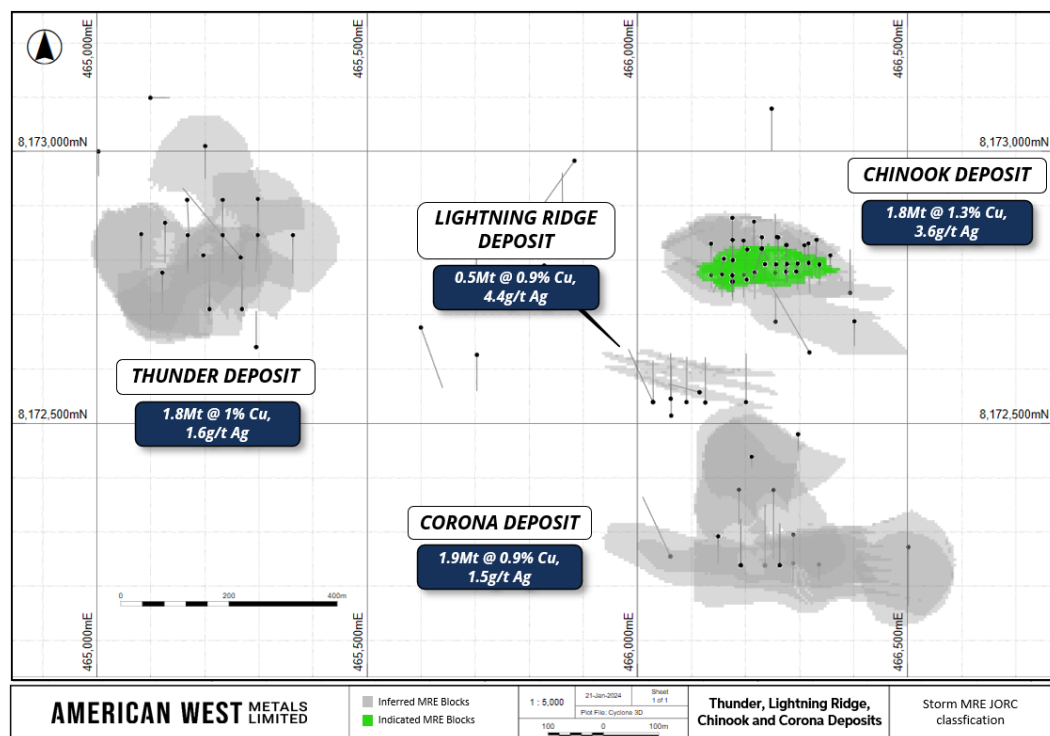 465,000mE
465,500mE
466,000mE
466,500mE
8,173,000mN
8,173,000mN
CHINOOK DEPOSIT
1.8Mt @ 1.3% Cu,
3.6g/t Ag
LIGHTNING RIDGE
DEPOSIT
0.5Mt @ 0.9% Cu,
4.4g/t Ag
THUNDER DEPOSIT
1.8Mt @ 1% Cu,
1.6g/t Ag
8,172,500mN
8,172,500mN
CORONA DEPOSIT
1.9Mt @ 0.9% Cu,
1.5g/t Ag
0 200 400m
465,000mE
465,500mE
466,000mE
466,500mE
AMERICAN WEST METALS
LIMITED
Inferred MRE Blocks
Indicated MRE Blocks
1 : 5,000
21-Jan-2024
Sheet
1 of 1
Plot File: Cyclone 3D
100 0 100m
Thunder, Lightning Ridge,
Chinook and Corona Deposits
Storm MRE JORC
classfication